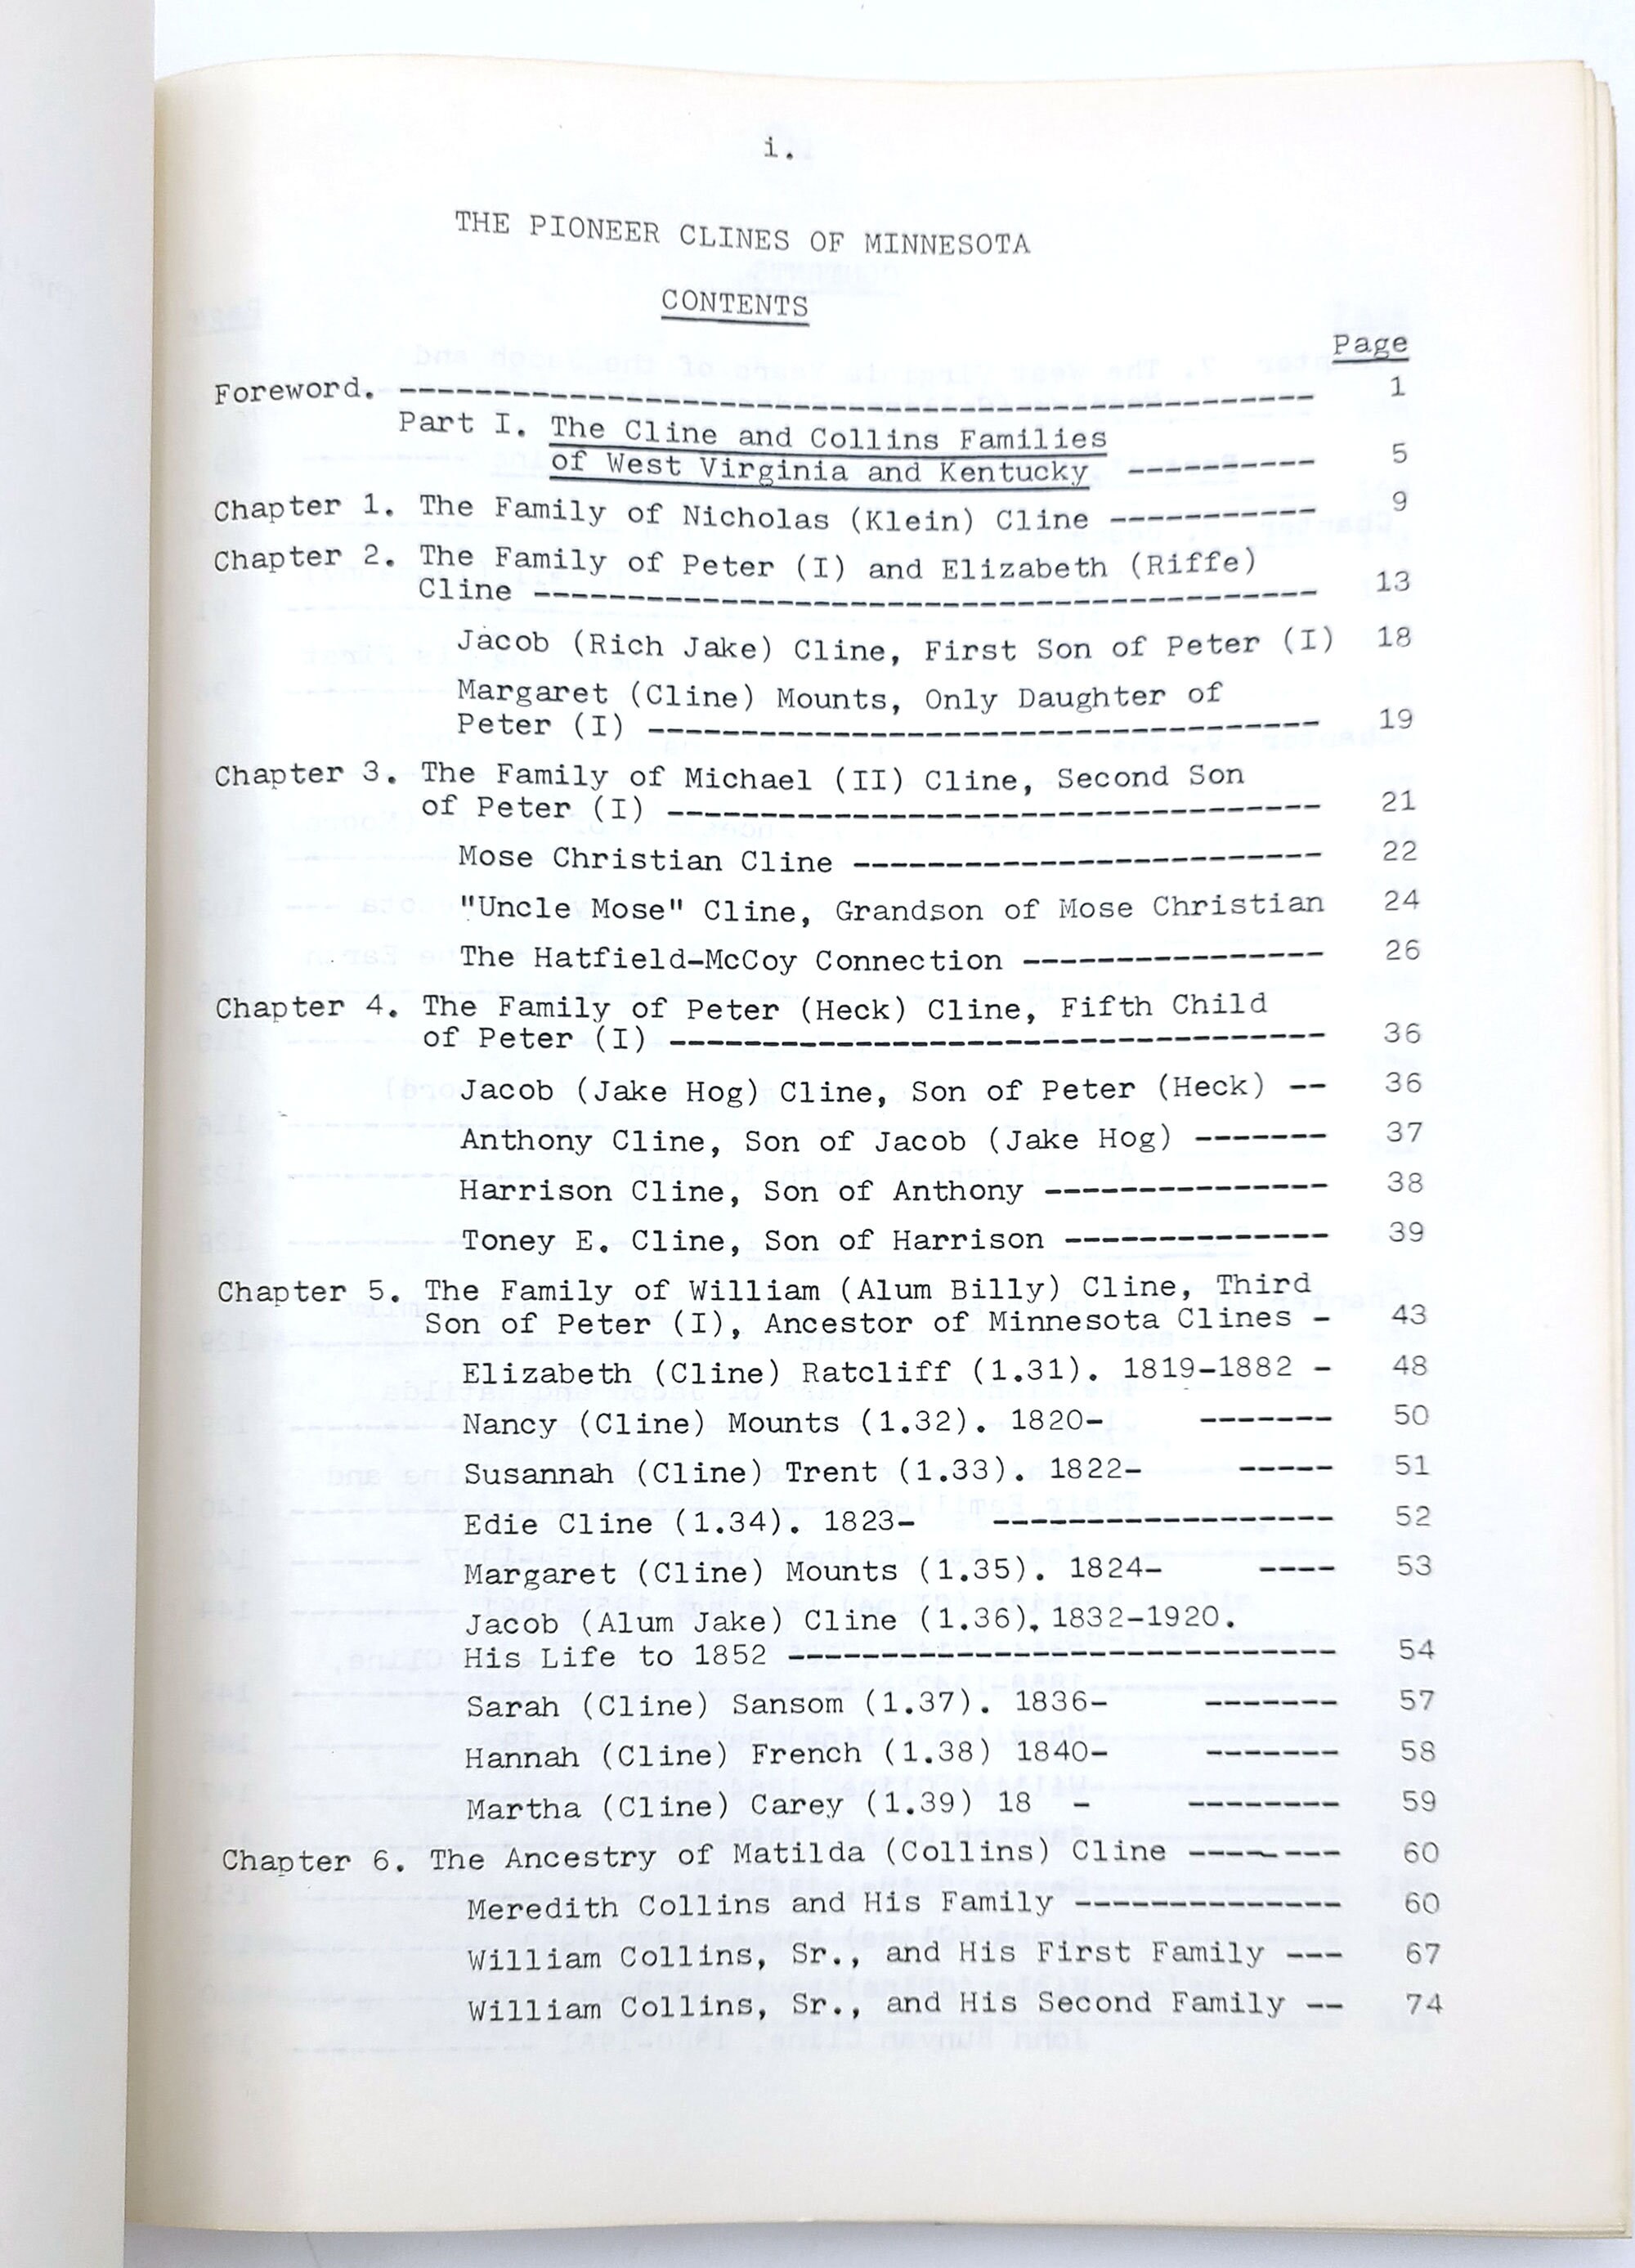 i.
THE PIONEER CLINES OF MINNESOTA
CONTENTS
Page
Foreword. ------------------------------------------------- 1
Part I. The Cline and Collins Families
of West Virginia and Kentucky ---------- 5
Chapter 1. The Family of Nicholas (Klein) Cline ----------- 9
Chapter 2. The Family of Peter (I) and Elizabeth (Riffe)
Cline ------------------------------------------ 13
Jacob (Rich Jake) Cline, First Son of Peter (I) 18
Margaret (Cline) Mounts, Only Daughter of
Peter (I) ------------------------------------ 19
Chapter 3. The Family of Michael (II) Cline, Second Son
of Peter (I) ----------------------------------- 21
Mose Christian Cline ------------------------- 22
"Uncle Mose" Cline, Grandson of Mose Christian 24
The Hatfield-McCoy Connection ---------------- 26
Chapter 4. The Family of Peter (Heck) Cline, Fifth Child
of Peter (I) ----------------------------------- 36
Jacob (Jake Hog) Cline, Son of Peter (Heck) -- 36
Anthony Cline, Son of Jacob (Jake Hog) ------- 37
Harrison Cline, Son of Anthony --------------- 38
Toney E. Cline, Son of Harrison -------------- 39
Chapter 5. The Family of William (Alum Billy) Cline, Third
Son of Peter (I), Ancestor of Minnesota Clines - 43
Elizabeth (Cline) Ratcliff (1.31). 1819-1882 - 48
Nancy (Cline) Mounts (1.32). 1820- ------- 50
Susannah (Cline) Trent (1.33). 1822- ----- 51
Edie Cline (1.34). 1823- ------------------ 52
Margaret (Cline) Mounts (1.35). 1824- ---- 53
Jacob (Alum Jake) Cline (1.36). 1832-1920.
His Life to 1852 ----------------------------- 54
Sarah (Cline) Sansom (1.37). 1836- ------- 57
Hannah (Cline) French (1.38) 1840- ------- 58
Martha (Cline) Carey (1.39) 18 - -------- 59
Chapter 6. The Ancestry of Matilda (Collins) Cline -------- 60
Meredith Collins and His Family -------------- 60
William Collins, Sr., and His First Family --- 67
William Collins, Sr., and His Second Family -- 74